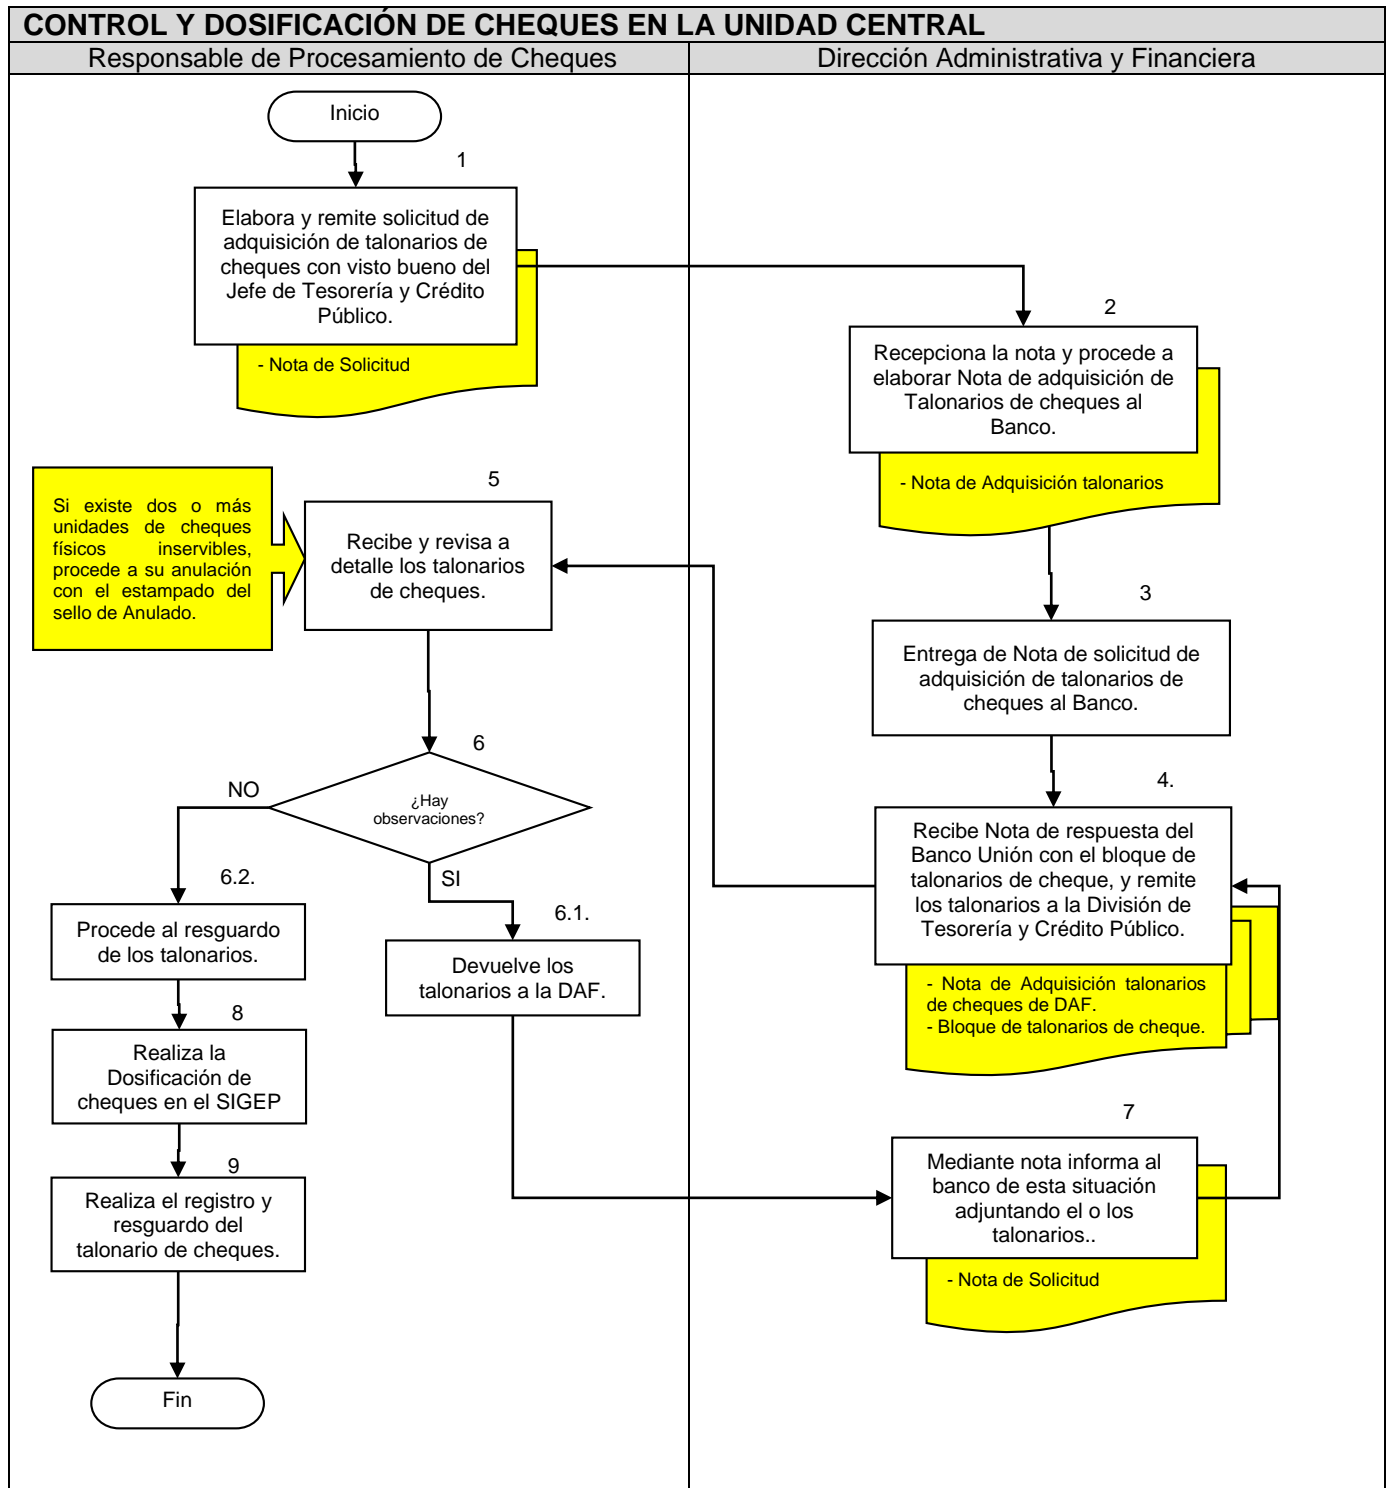 CONTROL Y DOSIFICACIÓN DE CHEQUES EN LA UNIDAD CENTRAL
Responsable de Procesamiento de Cheques
Dirección Administrativa y Financiera
Inicio
1
Elabora y remite solicitud de
adquisición de talonarios de
cheques con visto bueno del
Jefe de Tesorería y Crédito
Público.
- Nota de Solicitud
2
Recepciona la nota y procede a
elaborar Nota de adquisición de
Talonarios de cheques al
Banco.
- Nota de Adquisición talonarios
3
Entrega de Nota de solicitud de
adquisición de talonarios de
cheques al Banco.
4.
Recibe Nota de respuesta del
Banco Unión con el bloque de
talonarios de cheque, y remite
los talonarios a la División de
Tesorería y Crédito Público.
- Nota de Adquisición talonarios
de cheques de DAF.
- Bloque de talonarios de cheque.
5
Si existe dos o más
unidades de cheques
físicos inservibles,
procede a su anulación
con el estampado del
sello de Anulado.
Recibe y revisa a
detalle los talonarios
de cheques.
6
¿Hay
observaciones?
NO
SI
6.1.
Devuelve los
talonarios a la DAF.
6.2.
Procede al resguardo
de los talonarios.
7
Mediante nota informa al
banco de esta situación
adjuntando el o los
talonarios..
- Nota de Solicitud
8
Realiza la
Dosificación de
cheques en el SIGEP
9
Realiza el registro y
resguardo del
talonario de cheques.
Fin